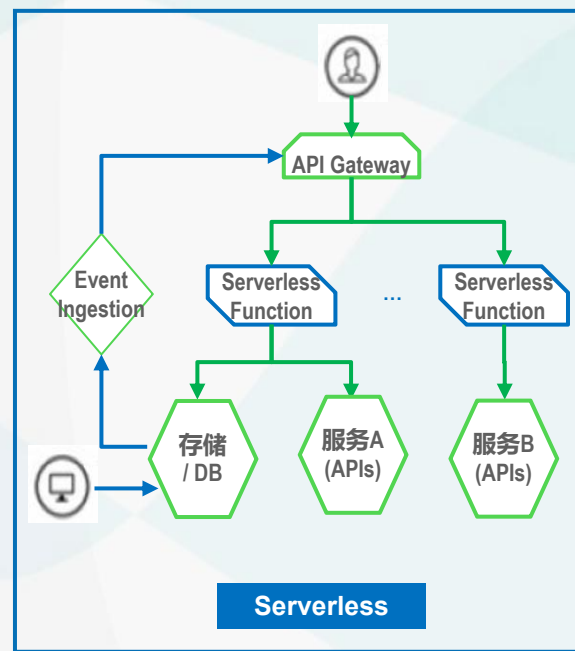 API Gateway
Event
Ingestion
Serverless
Function
...
Serverless
Function
存储
/ DB
服务A
(APIs)
服务B
(APIs)
Serverless